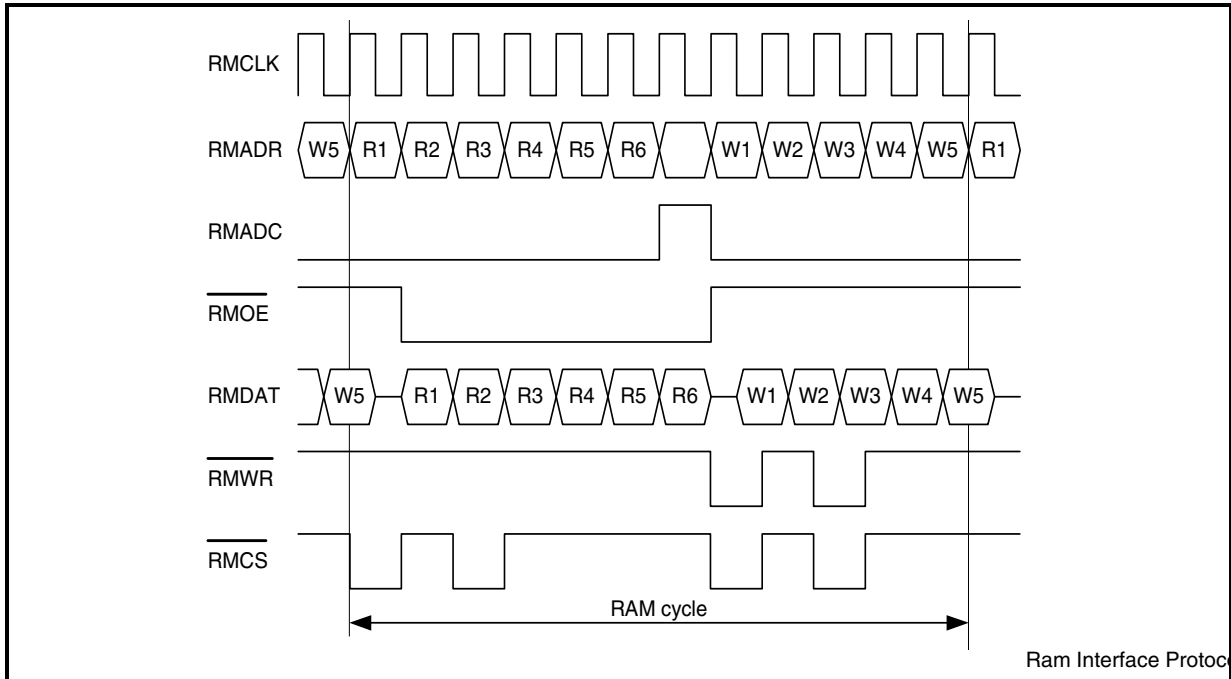 RMCLK
RMADR W5 R1 R2 R3 R4 R5 R6 W1 W2 W3 W4 W5 R1
RMADC
RMOE
RMDAT W5 R1 R2 R3 R4 R5 R6 W1 W2 W3 W4 W5
RMWR
RMCS
RAM cycle
Ram Interface Protoc